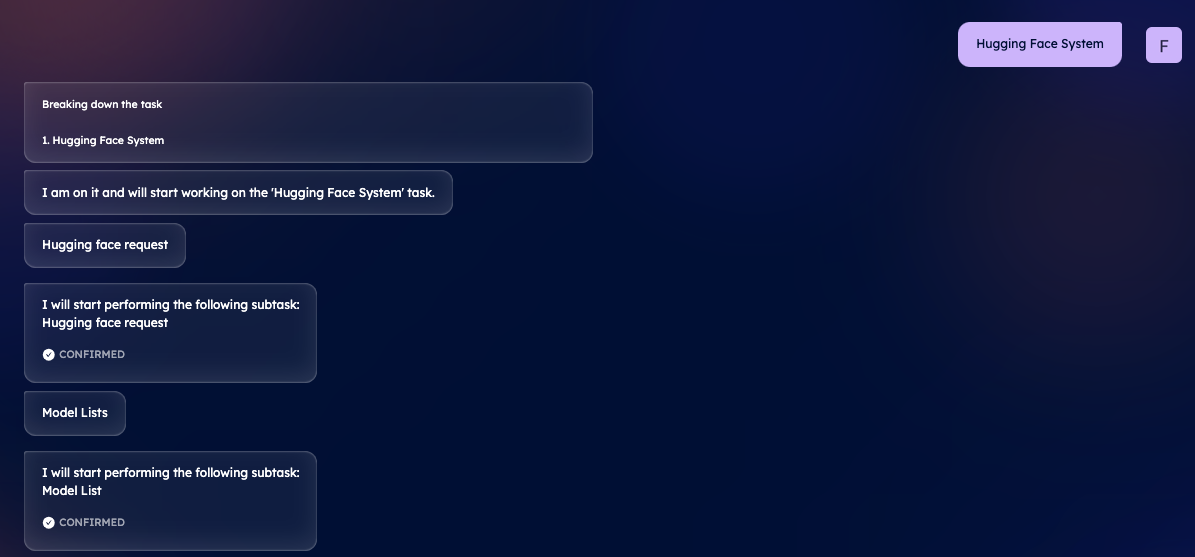 Hugging Face System
F
Breaking down the task
1. Hugging Face System
I am on it and will start working on the 'Hugging Face System' task.
Hugging face request
I will start performing the following subtask:
Hugging face request
CONFIRMED
Model Lists
I will start performing the following subtask:
Model List
CONFIRMED